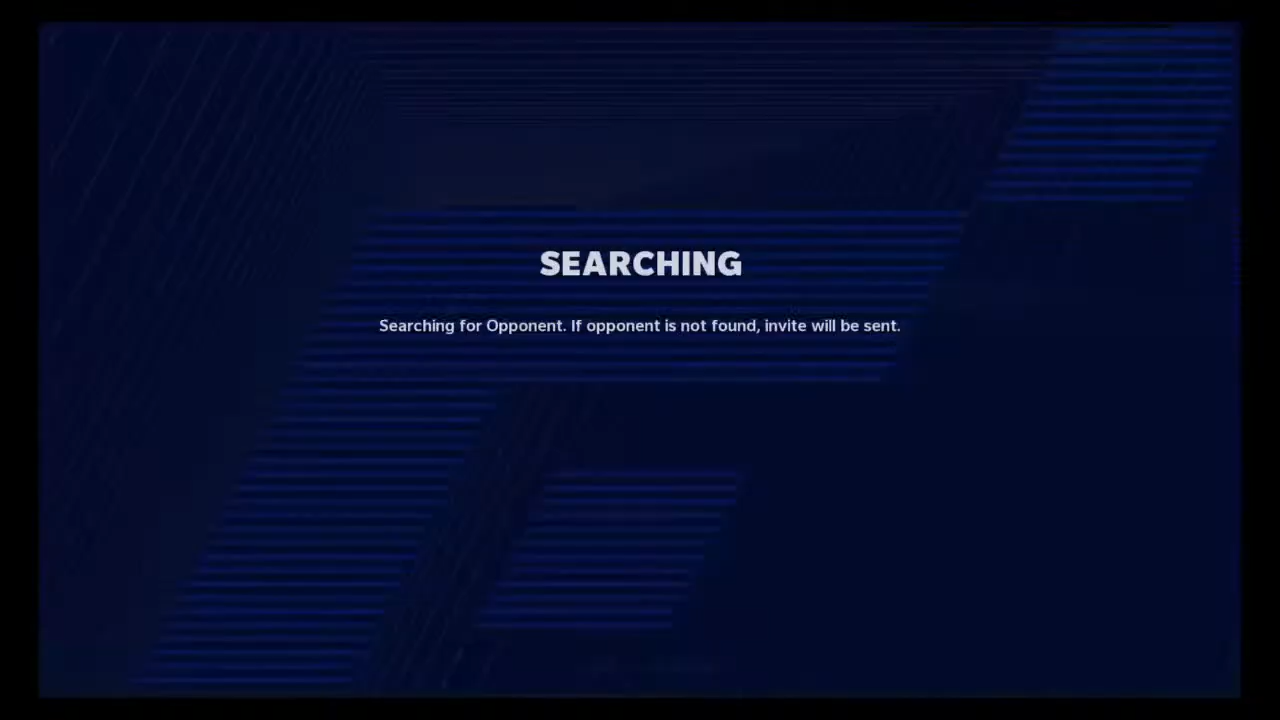 SEARCHING
Searching for Opponent. If opponent is not found, invite will be sent.